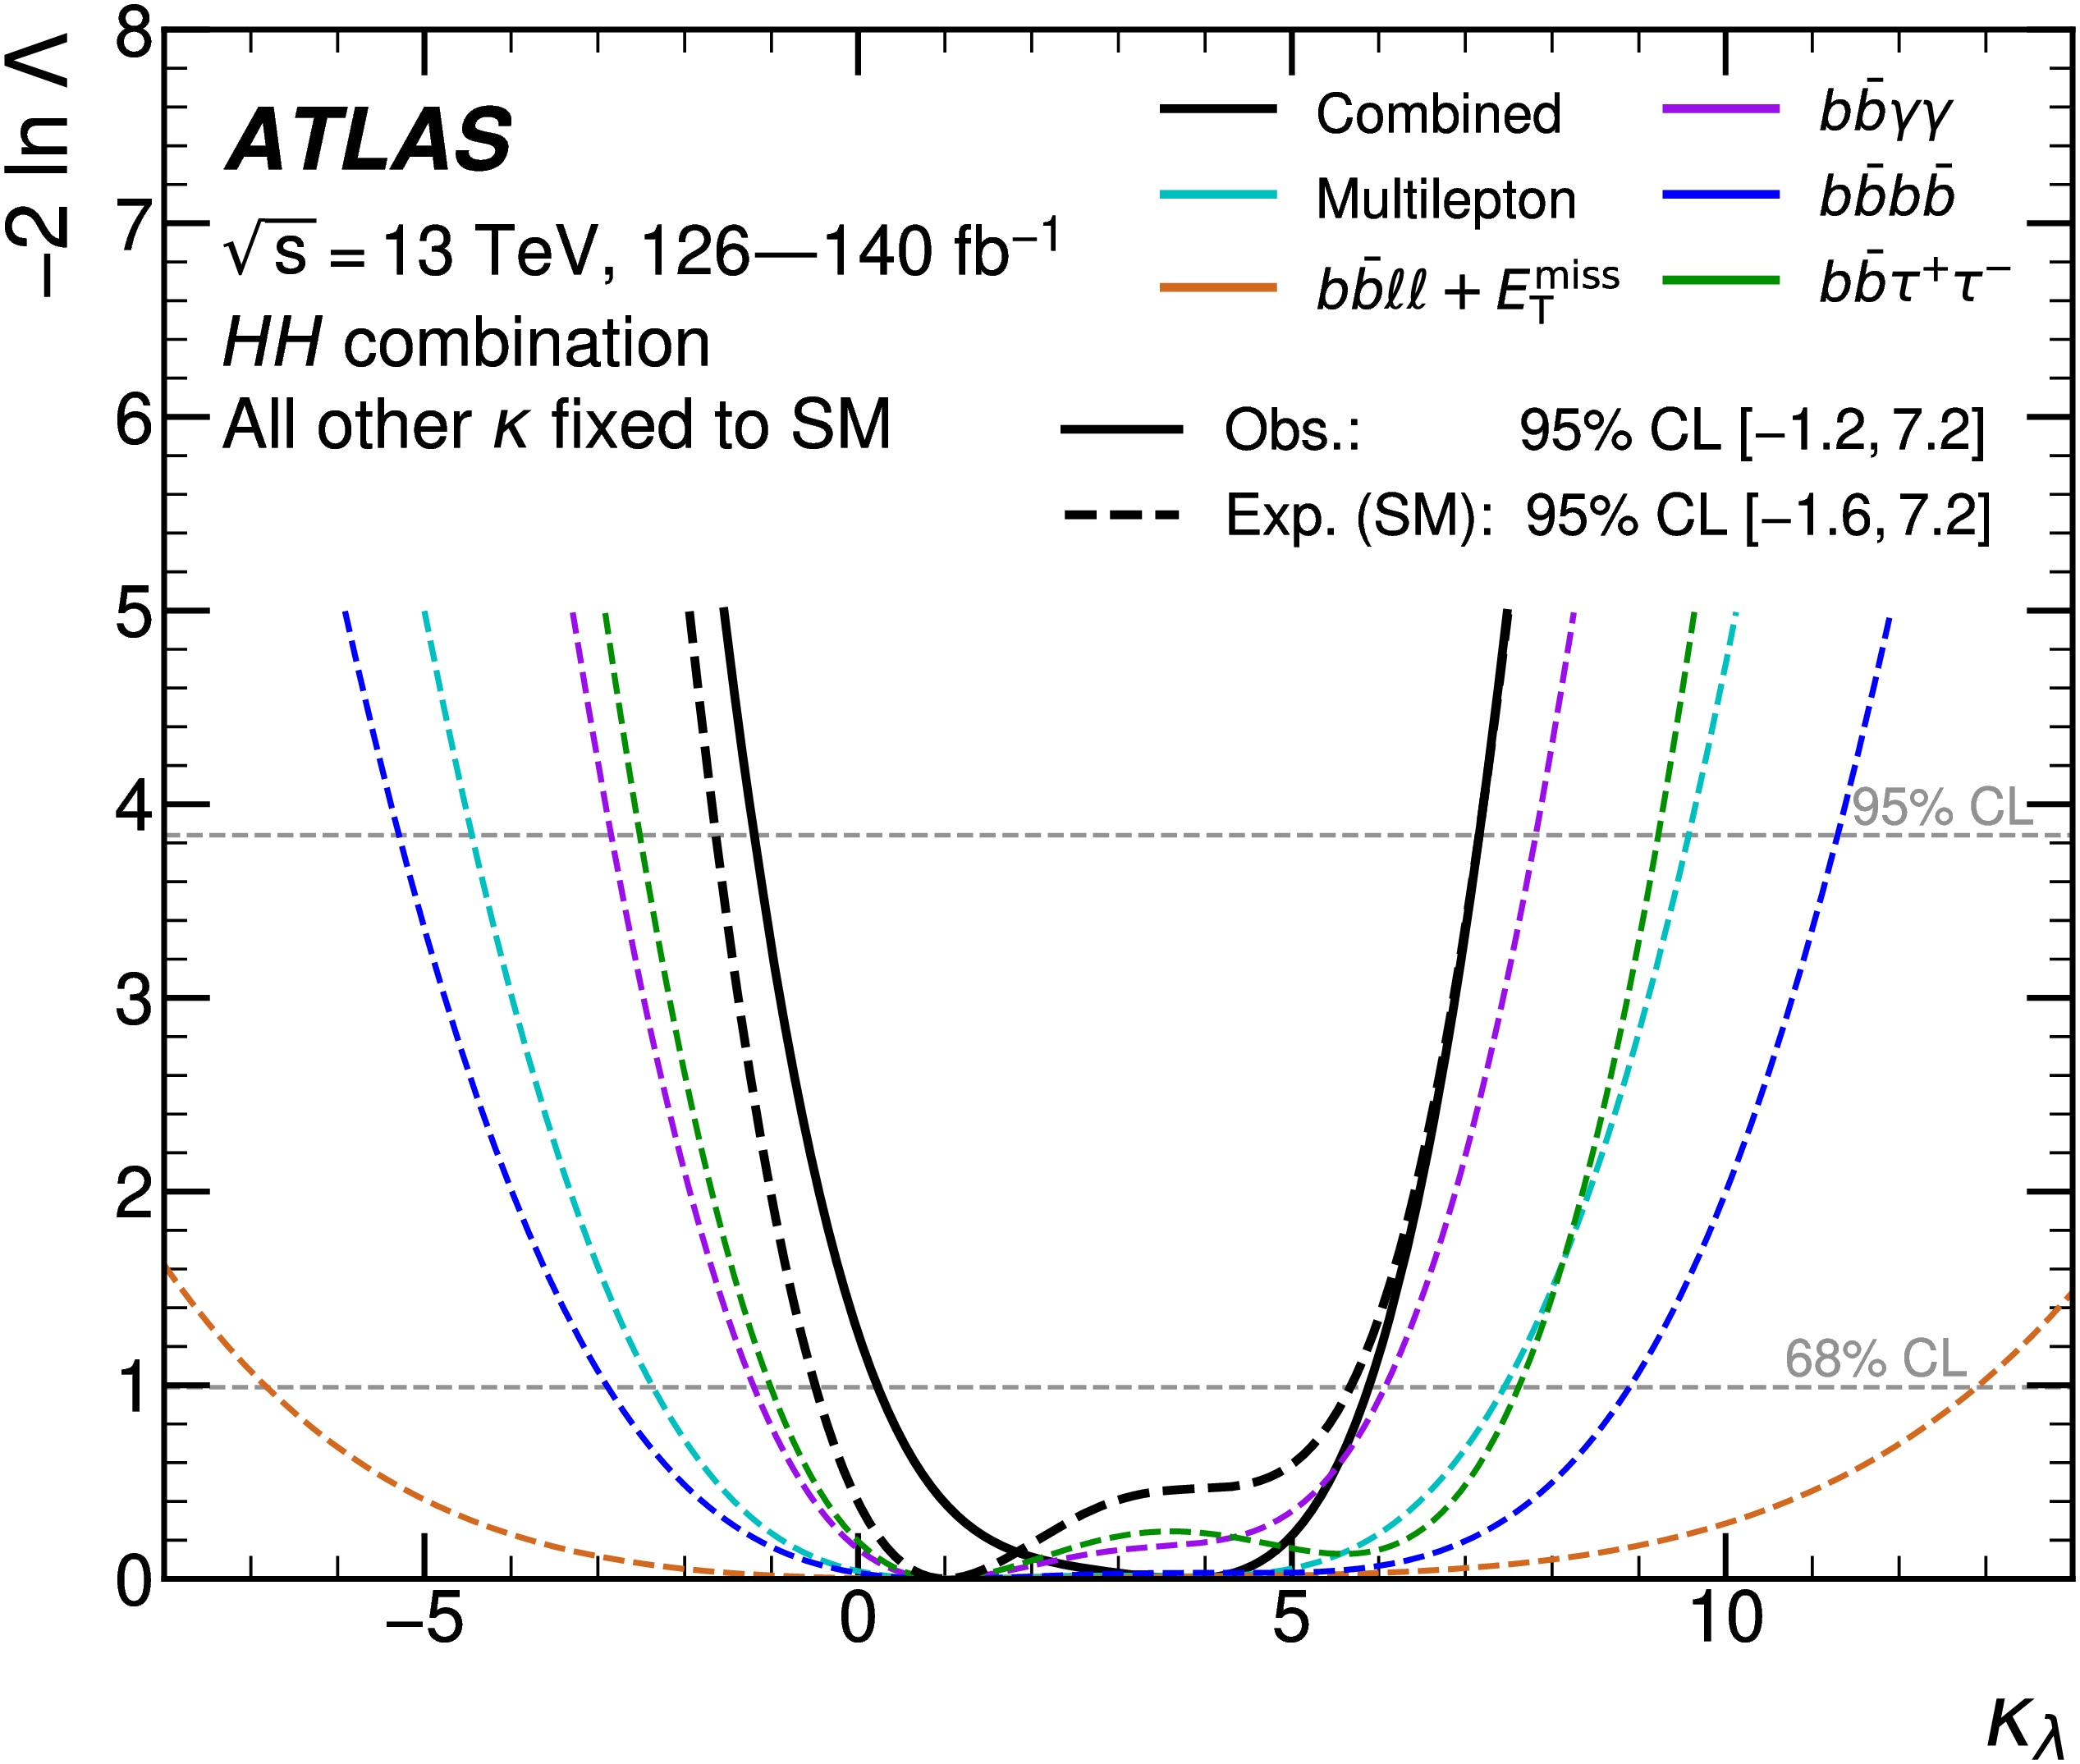 −2 ln Λ
8
7
6
5
4
3
2
1
0
ATLAS
√s = 13 TeV, 126—140 fb⁻¹
HH combination
All other κ fixed to SM
Combined
Multilepton
bb̄ℓℓ + E_T^miss
bb̄γγ
bb̄bb̄
bb̄τ⁺τ⁻
Obs.: 95% CL [−1.2, 7.2]
Exp. (SM): 95% CL [−1.6, 7.2]
95% CL
68% CL
−5 0 5 10
κ_λ